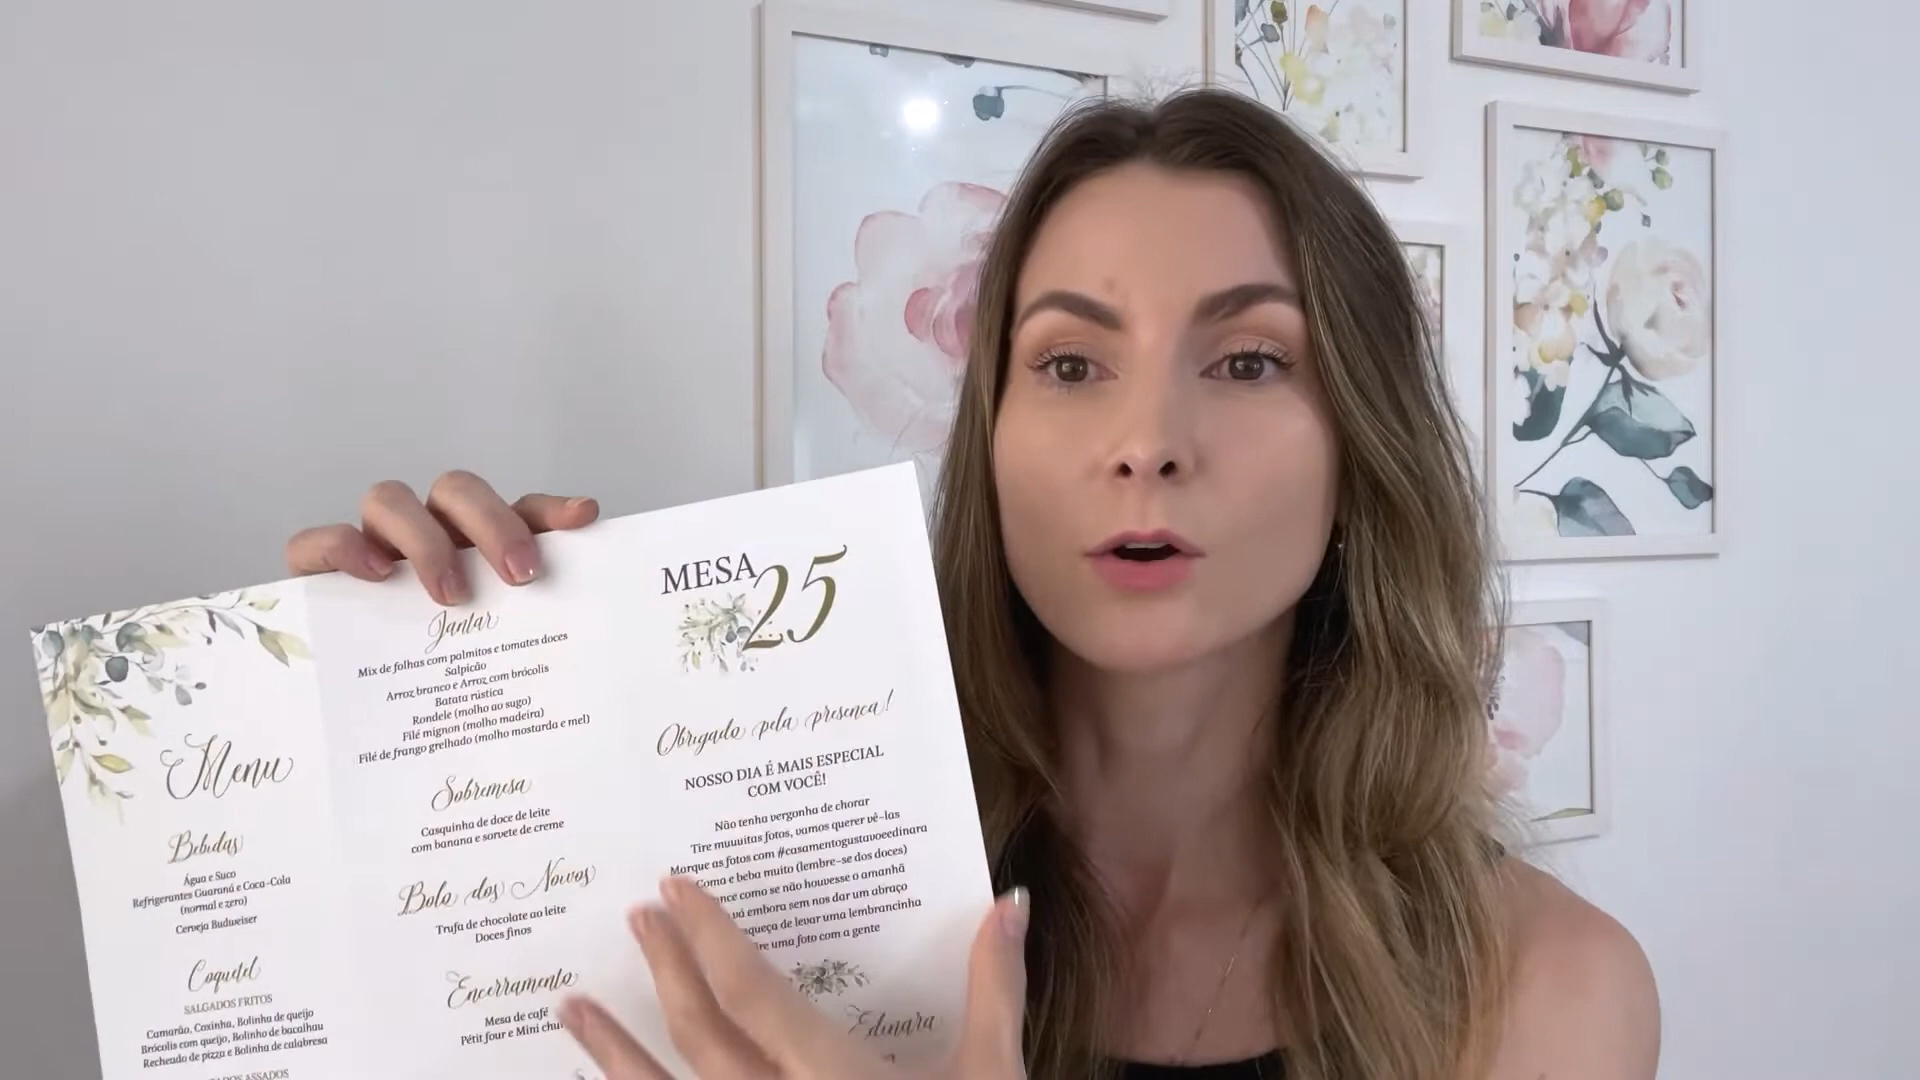 Menu
Bebidas
Água e Suco
Refrigerantes Guaraná e Coca-Cola
(normal e zero)
Cerveja Budweiser
Coquetel
SALGADOS FRITOS
Camarão, Coxinha, Bolinha de queijo
Brócolis com queijo, Bolinho de bacalhau
Recheado de pizza e Bolinha de calabresa
ASSADOS
Jantar
Mix de folhas com palmitos e tomates doces
Salpicão
Arroz branco e Arroz com brócolis
Batata rústica
Rondele (molho ao sugo)
Filé mignon (molho madeira)
Filé de frango grelhado (molho mostarda e mel)
Sobremesa
Casquinha de doce de leite
com banana e sorvete de creme
Bolo dos Noivos
Trufa de chocolate ao leite
Doces finos
Encerramento
Mesa de café
Pétit four e Mini
MESA 25
Obrigado pela presença!
NOSSO DIA É MAIS ESPECIAL
COM VOCÊ!
Não tenha vergonha de chorar
Tire muuuitas fotos, vamos querer vê-las
Marque as fotos com #casamentogustavoeedinara
Coma e beba muito (lembre-se dos doces)
como se não houvesse o amanhã
vá embora sem nos dar um abraço
de levar uma lembrancinha
uma foto com a gente
Edinara